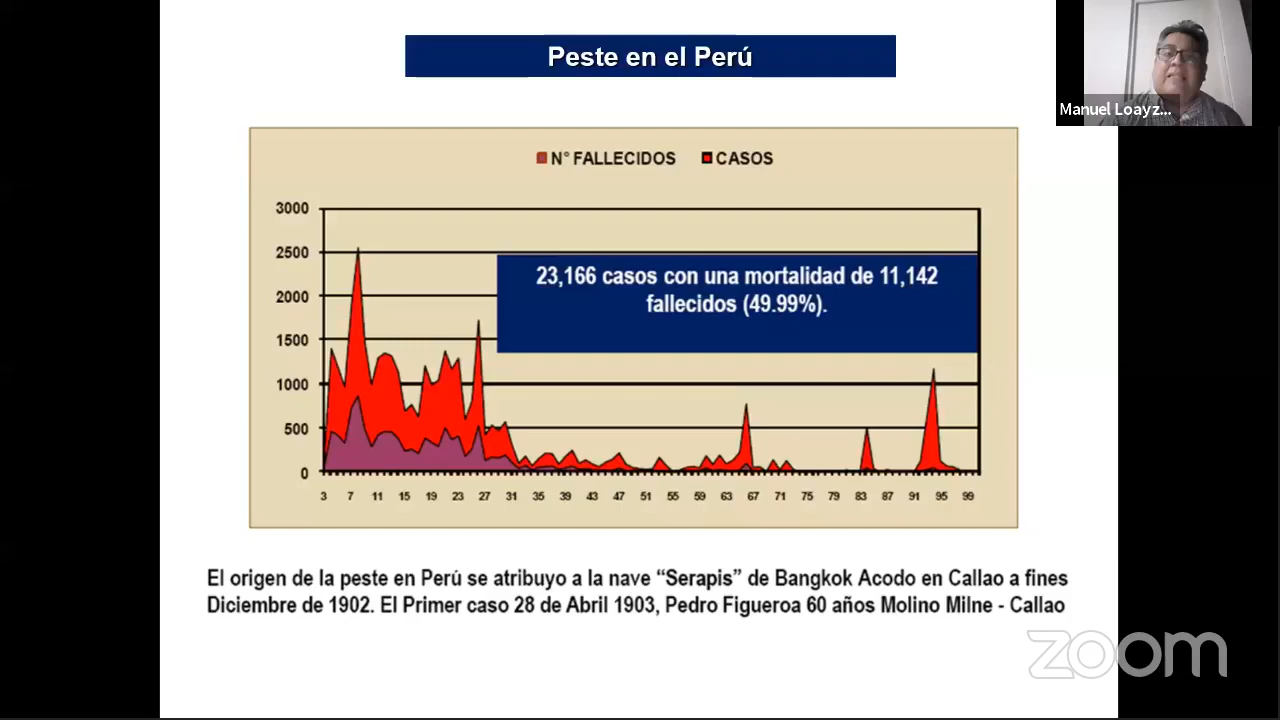 Peste en el Perú
Manuel Loayz...
N° FALLECIDOS CASOS
3000
2500
2000
1500
1000
500
0
23,166 casos con una mortalidad de 11,142
fallecidos (49.99%).
3 7 11 15 19 23 27 31 35 39 43 47 51 55 59 63 67 71 75 79 83 87 91 95 99
El origen de la peste en Perú se atribuyo a la nave “Serapis” de Bangkok Acodo en Callao a fines
Diciembre de 1902. El Primer caso 28 de Abril 1903, Pedro Figueroa 60 años Molino Milne - Callao
zoom